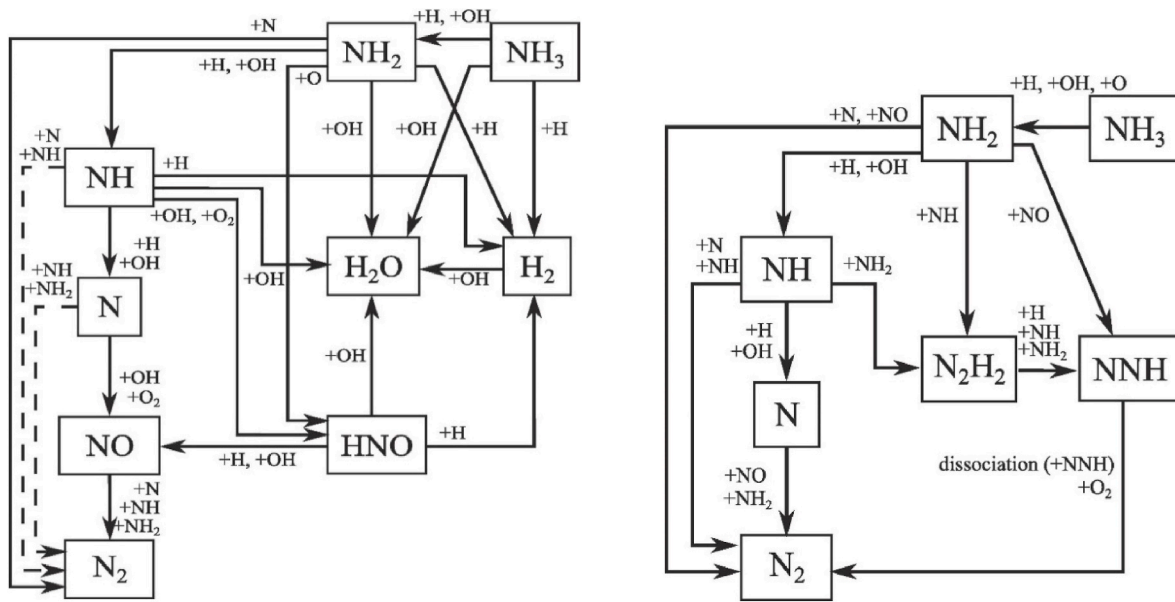 +N
+H, +OH
NH₂
NH₃
+H, +OH
+O
+OH
+OH
+H
+H
+N
+NH
NH
+H
+OH, +O₂
+H
+OH
+OH
H₂O
+OH
H₂
+NH
+NH₂
N
+OH
+OH
+O₂
NO
+H, +OH
HNO
+H
+N
+NH
+NH₂
N₂
+H, +OH, +O
+N, +NO
NH₂
NH₃
+H, +OH
+NH
+NO
+N
+NH
NH
+NH₂
+H
+OH
+H
+NH
+NH₂
N₂H₂
NNH
N
+NO
+NH₂
dissociation (+NNH)
+O₂
N₂